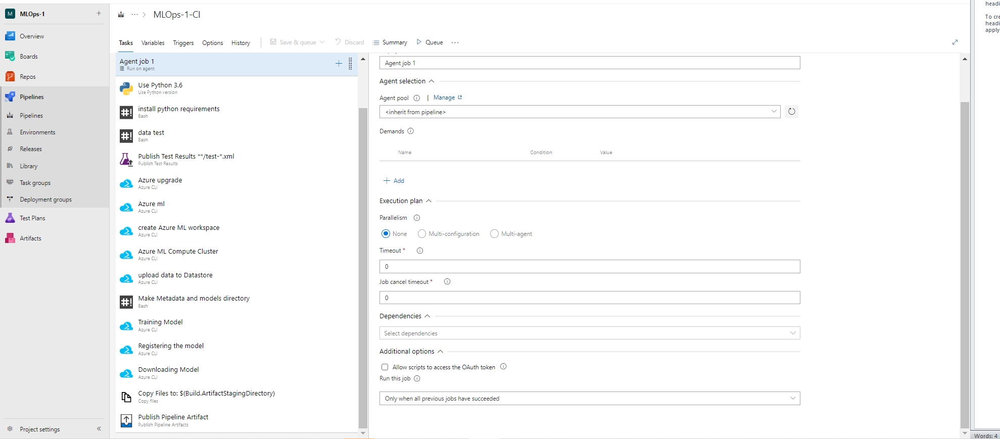 M MLOps-1
Overview
Boards
Repos
Pipelines
Pipelines
Environments
Releases
Library
Task groups
Deployment groups
Test Plans
Artifacts
Project settings
... > MLOps-1-CI
Tasks Variables Triggers Options History Save & queue Discard Summary Queue ...
Agent job 1
Run on agent
Use Python 3.6
Use Python version
install python requirements
Bash
data test
Bash
Publish Test Results **/test-*.xml
Publish Test Results
Azure upgrade
Azure CLI
Azure ml
Azure CLI
create Azure ML workspace
Azure CLI
Azure ML Compute Cluster
Azure CLI
upload data to Datastore
Azure CLI
Make Metadata and models directory
Bash
Training Model
Azure CLI
Registering the model
Azure CLI
Downloading Model
Azure CLI
Copy Files to: $(Build.ArtifactStagingDirectory)
Copy files
Publish Pipeline Artifact
Publish Pipeline Artifacts
Agent job 1
Agent selection
Agent pool | Manage
<inherit from pipeline>
Demands
Name Condition Value
+ Add
Execution plan
Parallelism
None Multi-configuration Multi-agent
Timeout *
0
Job cancel timeout *
0
Dependencies
Select dependencies
Additional options
Allow scripts to access the OAuth token
Run this job
Only when all previous jobs have succeeded
headi
To cre
headi
apply
Words: 4